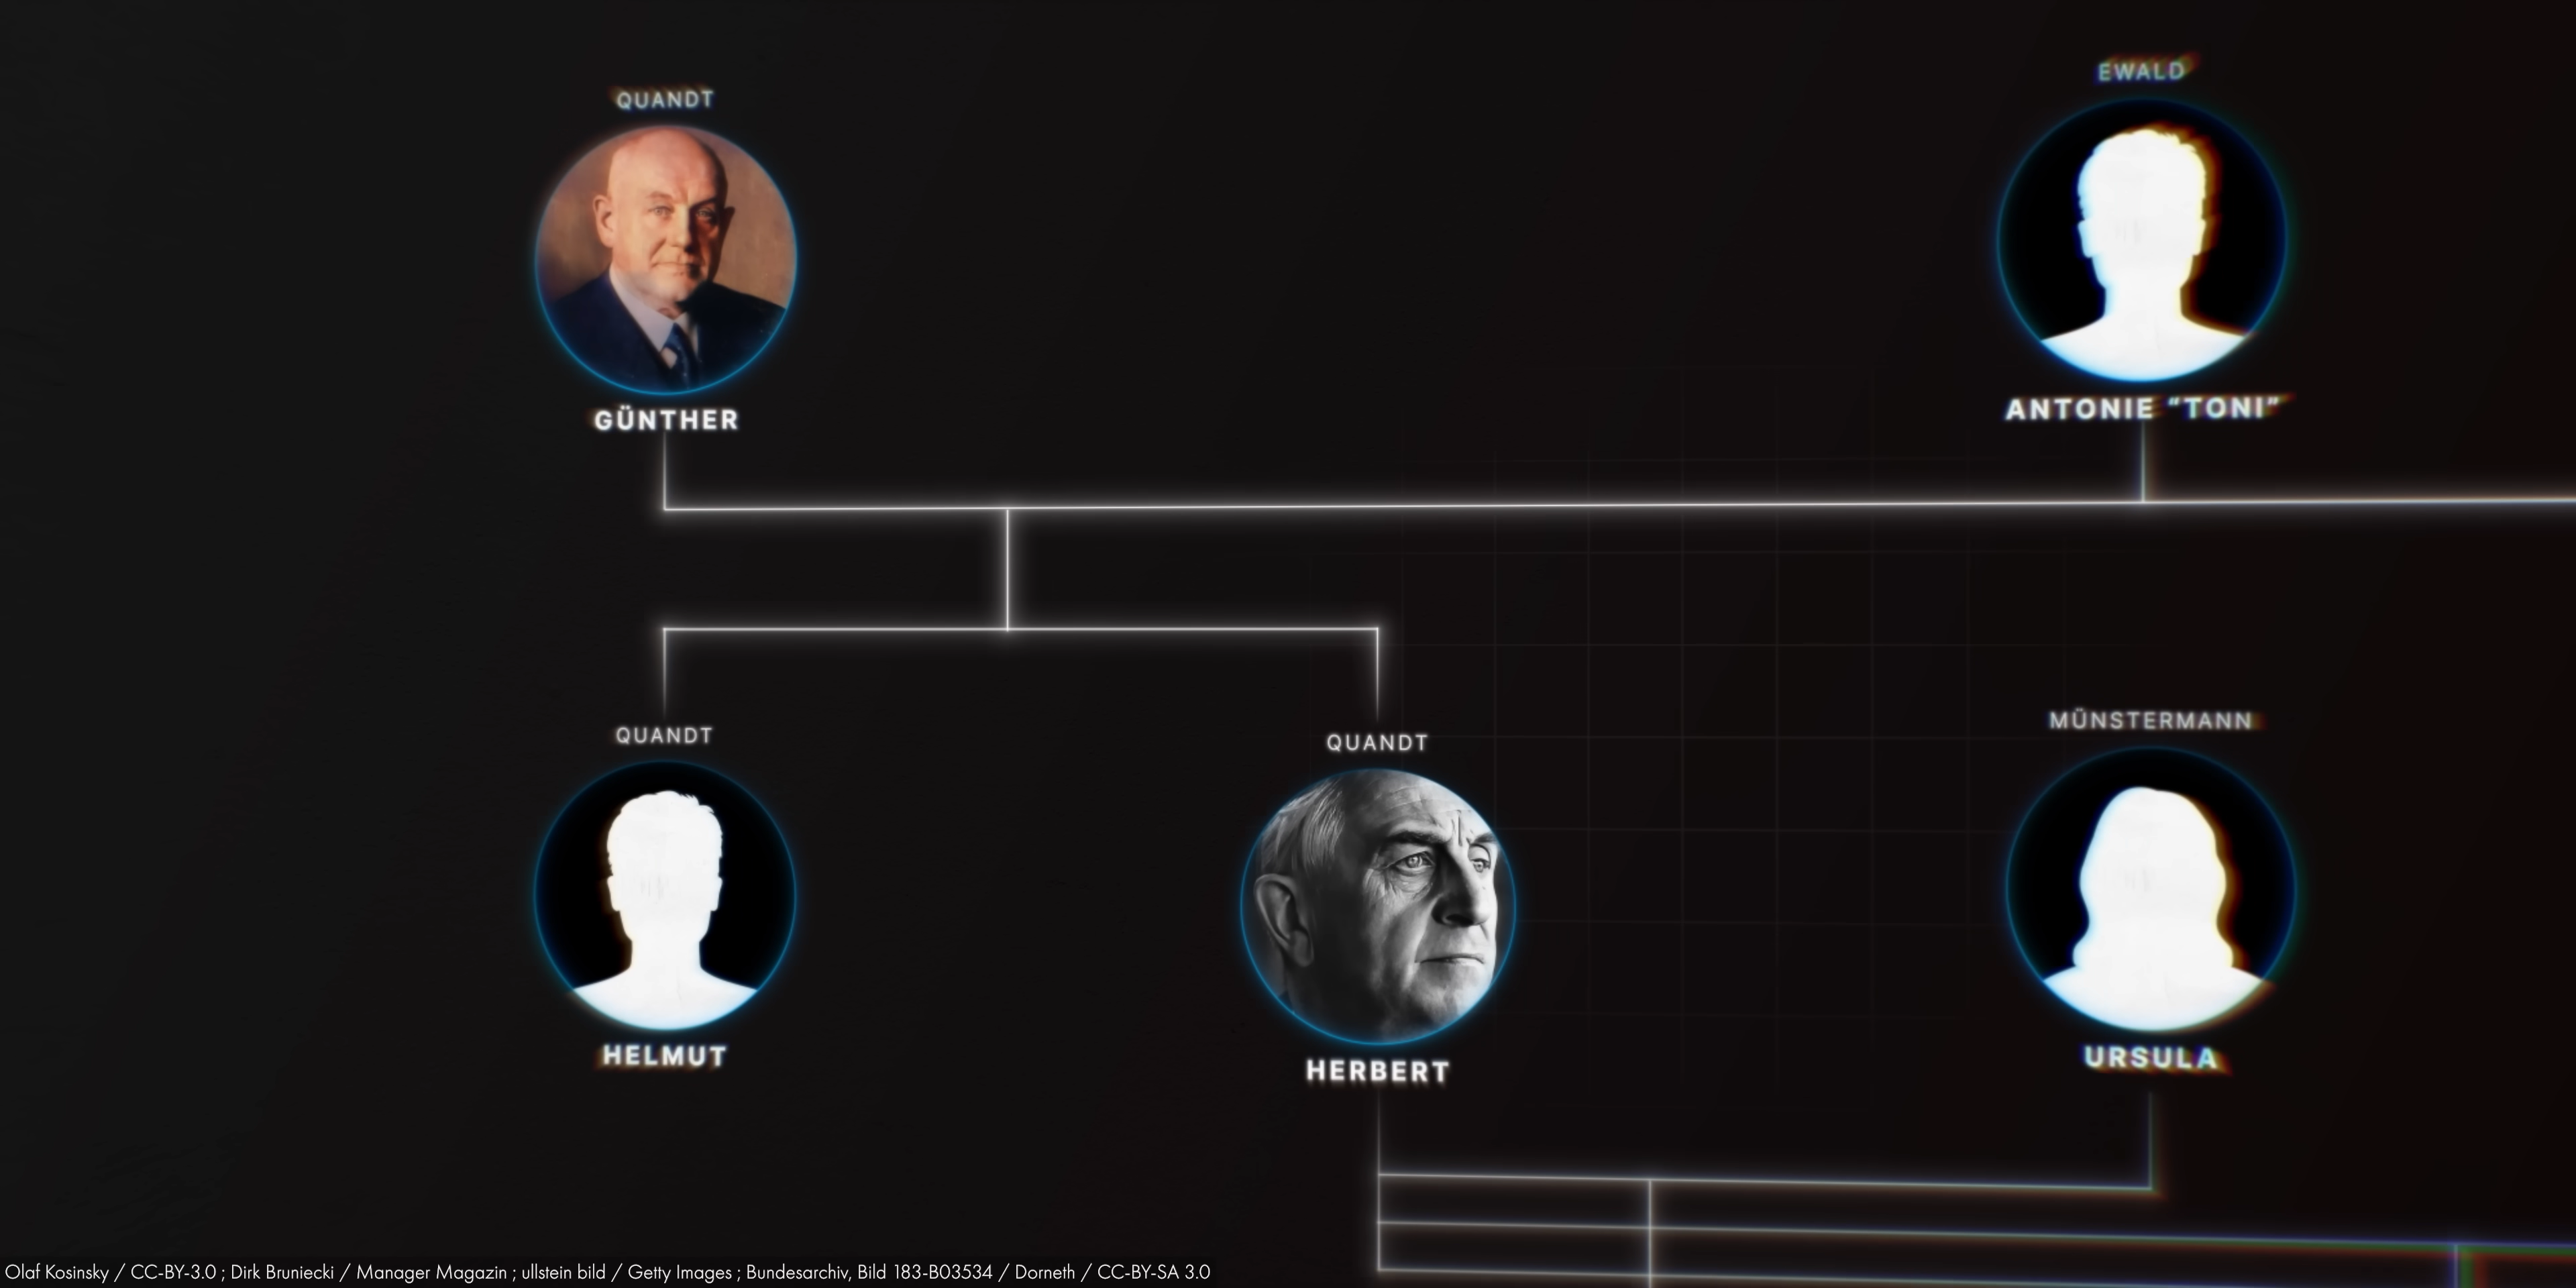 QUANDT
GÜNTHER
EWALD
ANTONIE “TONI”
QUANDT
HELMUT
QUANDT
HERBERT
MÜNSTERMANN
URSULA
Olaf Kosinsky / CC-BY-3.0 ; Dirk Bruniecki / Manager Magazin ; ullstein bild / Getty Images ; Bundesarchiv, Bild 183-B03534 / Dorneth / CC-BY-SA 3.0